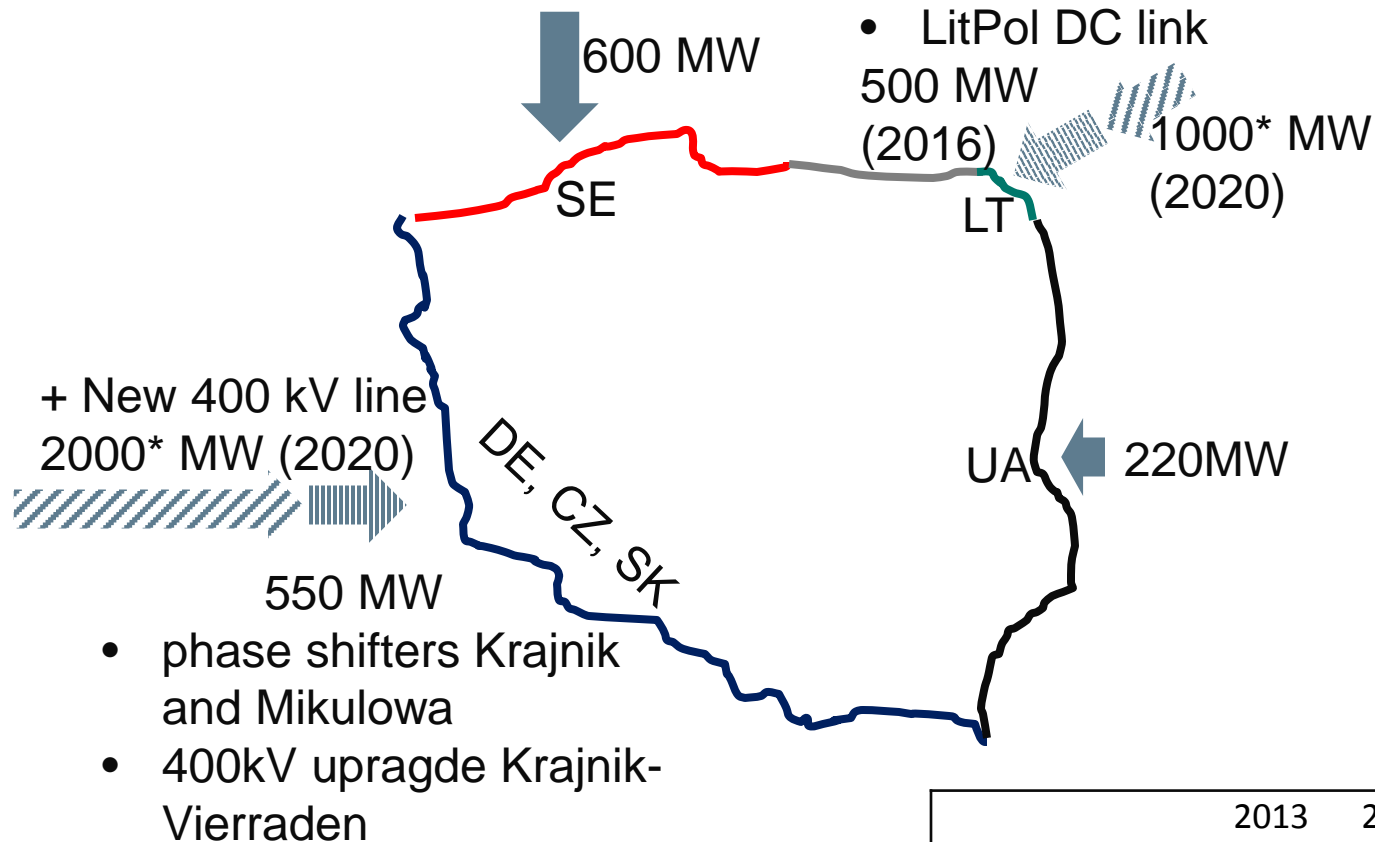 600 MW
• LitPol DC link
500 MW
(2016)
1000* MW
(2020)
SE
LT
+ New 400 kV line
2000* MW (2020)
DE, CZ, SK
UA
220MW
550 MW
• phase shifters Krajnik
and Mikulowa
• 400kV upragde Krajnik-
Vierraden
2013 2